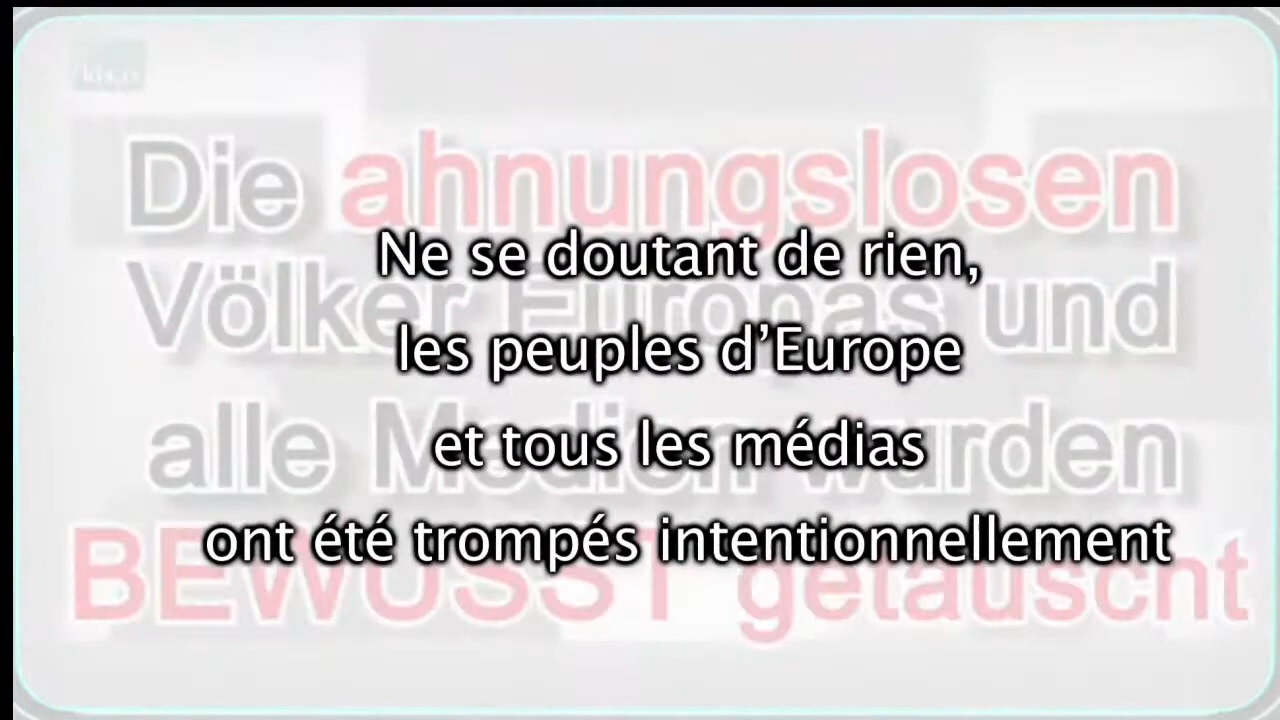 Die ahnungslosen
Völker Europas und
alle Medien wurden
BEWUSST getäuscht
Ne se doutant de rien,
les peuples d’Europe
et tous les médias
ont été trompés intentionnellement